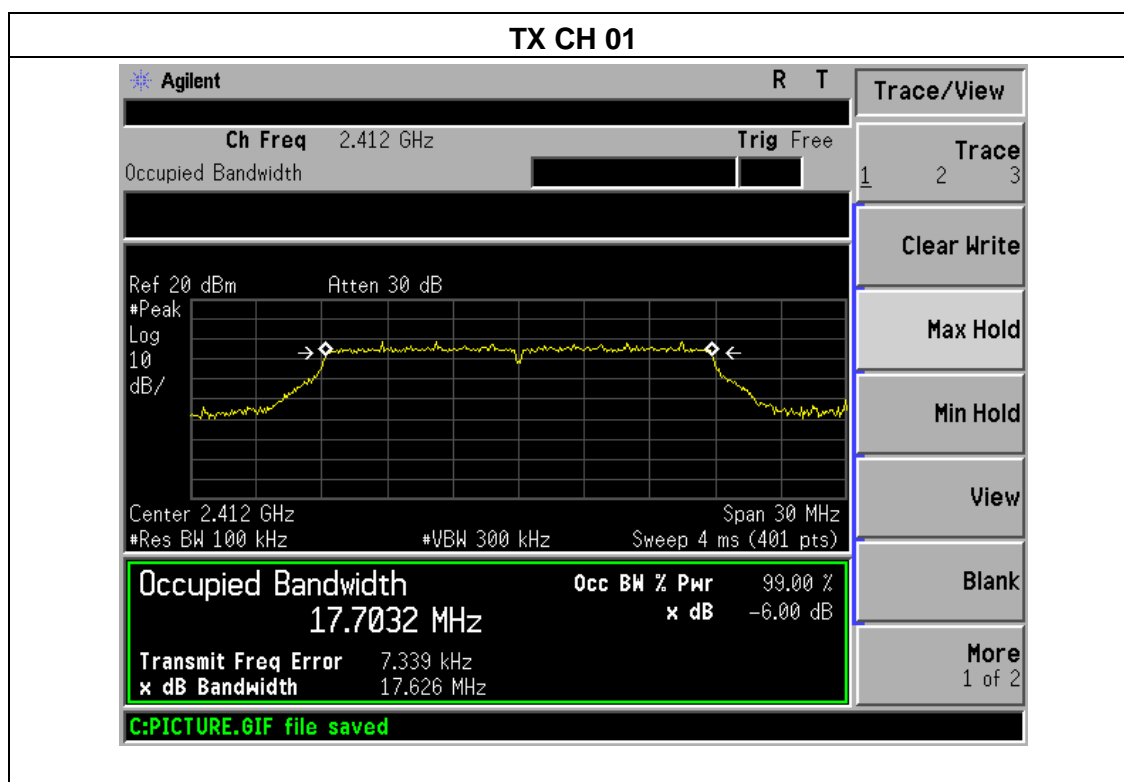 TX CH 01
Agilent R T
Ch Freq 2.412 GHz Trig Free
Occupied Bandwidth
Ref 20 dBm Atten 30 dB
#Peak
Log
10
dB/
Center 2.412 GHz Span 30 MHz
#Res BW 100 kHz #VBW 300 kHz Sweep 4 ms (401 pts)
Occupied Bandwidth Occ BW % Pwr 99.00 %
17.7032 MHz x dB -6.00 dB
Transmit Freq Error 7.339 kHz
x dB Bandwidth 17.626 MHz
C:PICTURE.GIF file saved
Trace/View
Trace
1 2 3
Clear Write
Max Hold
Min Hold
View
Blank
More
1 of 2